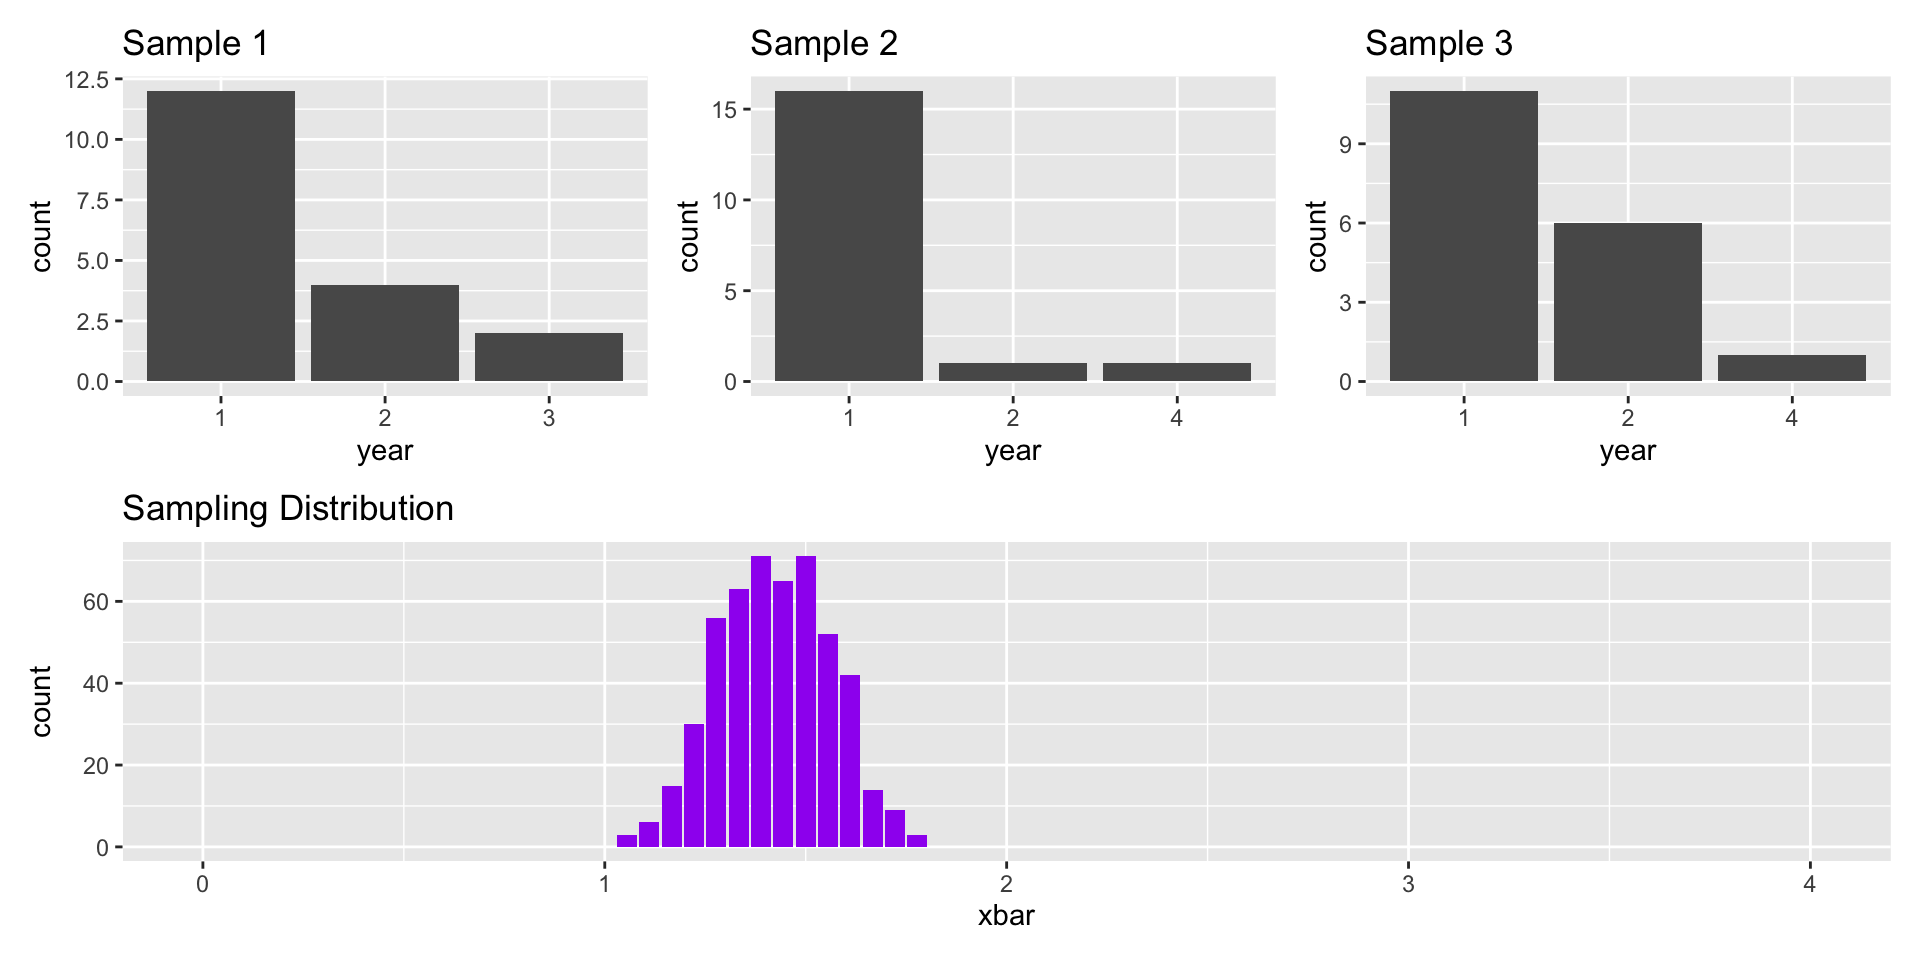 Sample 1
12.5
10.0
7.5
5.0
2.5
0.0
count
1 2 3
year
Sample 2
15
10
5
0
count
1 2 4
year
Sample 3
9
6
3
0
count
1 2 4
year
Sampling Distribution
60
40
20
0
count
0 1 2 3 4
xbar